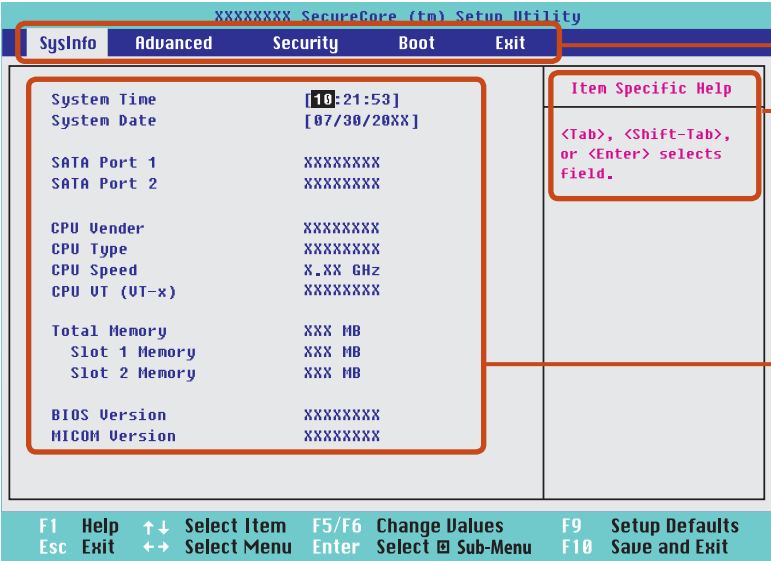 XXXXXXXX SecureCore (tm) Setup Utility
SysInfo Advanced Security Boot Exit
System Time [10:21:53]
System Date [07/30/20XX]
SATA Port 1 XXXXXXXX
SATA Port 2 XXXXXXXX
CPU Vender XXXXXXXX
CPU Type XXXXXXXX
CPU Speed X.XX GHz
CPU VT (VT-x) XXXXXXXX
Total Memory XXX MB
Slot 1 Memory XXX MB
Slot 2 Memory XXX MB
BIOS Version XXXXXXXX
MICOM Version XXXXXXXX
Item Specific Help
<Tab>, <Shift-Tab>,
or <Enter> selects
field.
F1 Help ↑↓ Select Item F5/F6 Change Values F9 Setup Defaults
Esc Exit ←→ Select Menu Enter Select Sub-Menu F10 Save and Exit